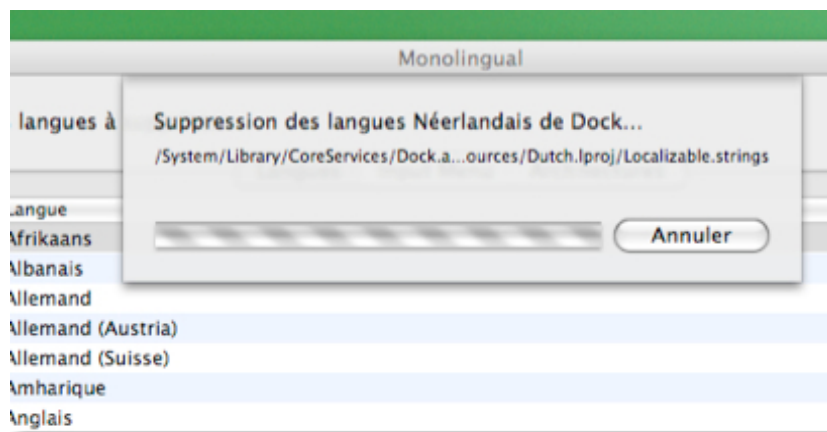 Monolingual
langues à
Suppression des langues Néerlandais de Dock...
/System/Library/CoreServices/Dock.a...ources/Dutch.lproj/Localizable.strings
Langue
Annuler
Afrikaans
Albanais
Allemand
Allemand (Austria)
Allemand (Suisse)
Amharique
Anglais